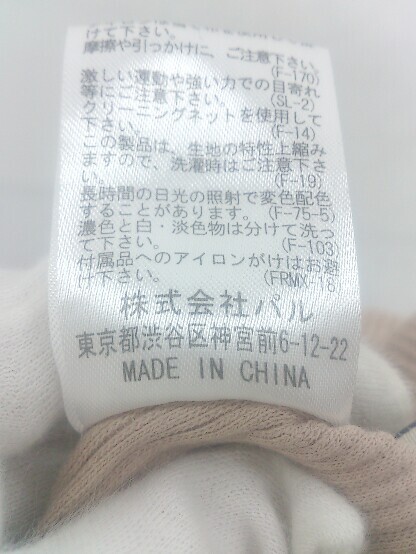 けて下さい。
摩擦や引っかけに、ご注意下さい。
(F-170)
激しい運動や強い力での目寄れ
等にご注意下さい。 (SL-2)
クリーニングネットを使用して
下さい。 (F-14)
この製品は、生地の特性上縮み
ますので、洗濯時はご注意下さ
い。 (F-19)
長時間の日光の照射で変色配色
することがあります。(F-75-5)
濃色と白・淡色物は分けて洗っ
て下さい。 (F-103)
付属品へのアイロンがけはお避
け下さい。 (FRMX-18)
株式会社パル
東京都渋谷区神宮前6-12-22
MADE IN CHINA